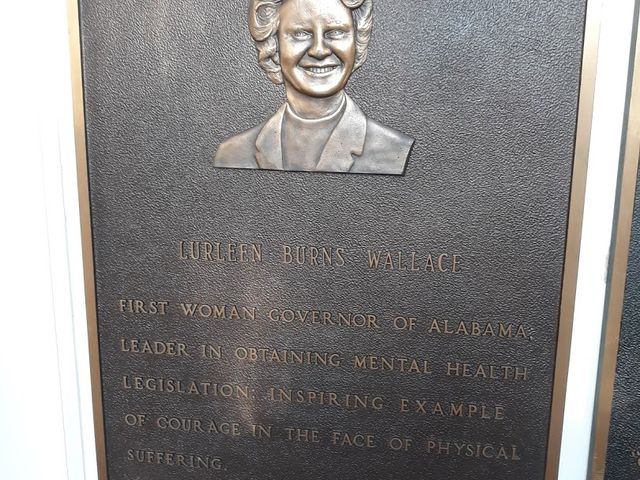 LURLEEN BURNS WALLACE
FIRST WOMAN GOVERNOR OF ALABAMA;
LEADER IN OBTAINING MENTAL HEALTH
LEGISLATION; INSPIRING EXAMPLE
OF COURAGE IN THE FACE OF PHYSICAL
SUFFERING.